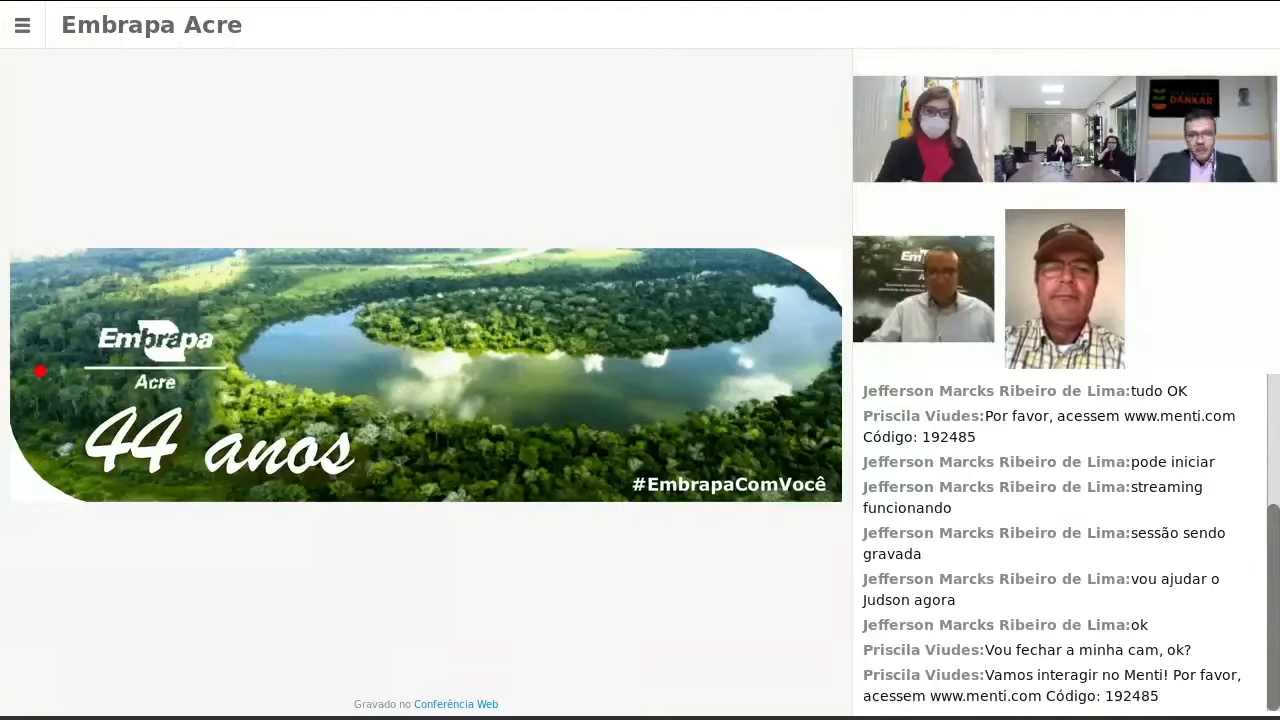 Embrapa Acre
DANKAR
Embrapa
Acre
44 anos
#EmbrapaComVocê
Jefferson Marcks Ribeiro de Lima:tudo OK
Priscila Viudes:Por favor, acessem www.menti.com
Código: 192485
Jefferson Marcks Ribeiro de Lima:pode iniciar
Jefferson Marcks Ribeiro de Lima:streaming
funcionando
Jefferson Marcks Ribeiro de Lima:sessão sendo
gravada
Jefferson Marcks Ribeiro de Lima:vou ajudar o
Judson agora
Jefferson Marcks Ribeiro de Lima:ok
Priscila Viudes:Vou fechar a minha cam, ok?
Priscila Viudes:Vamos interagir no Menti! Por favor,
acessem www.menti.com Código: 192485
Gravado no Conferência Web